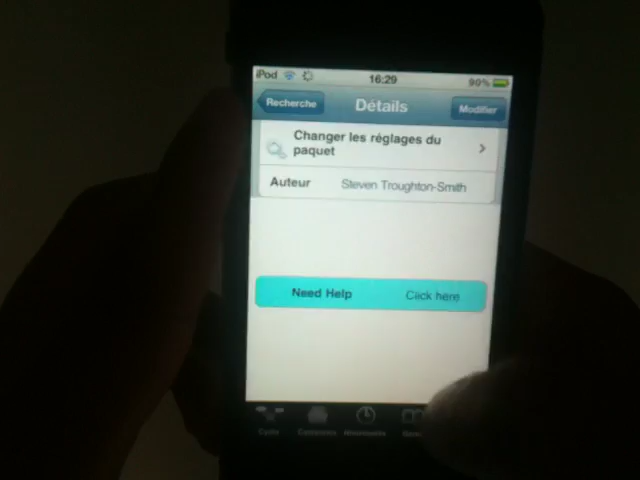 iPod 16:29 90%
Recherche Détails Modifier
Changer les réglages du
paquet
Auteur Steven Troughton-Smith
Need Help Click here
Cydia